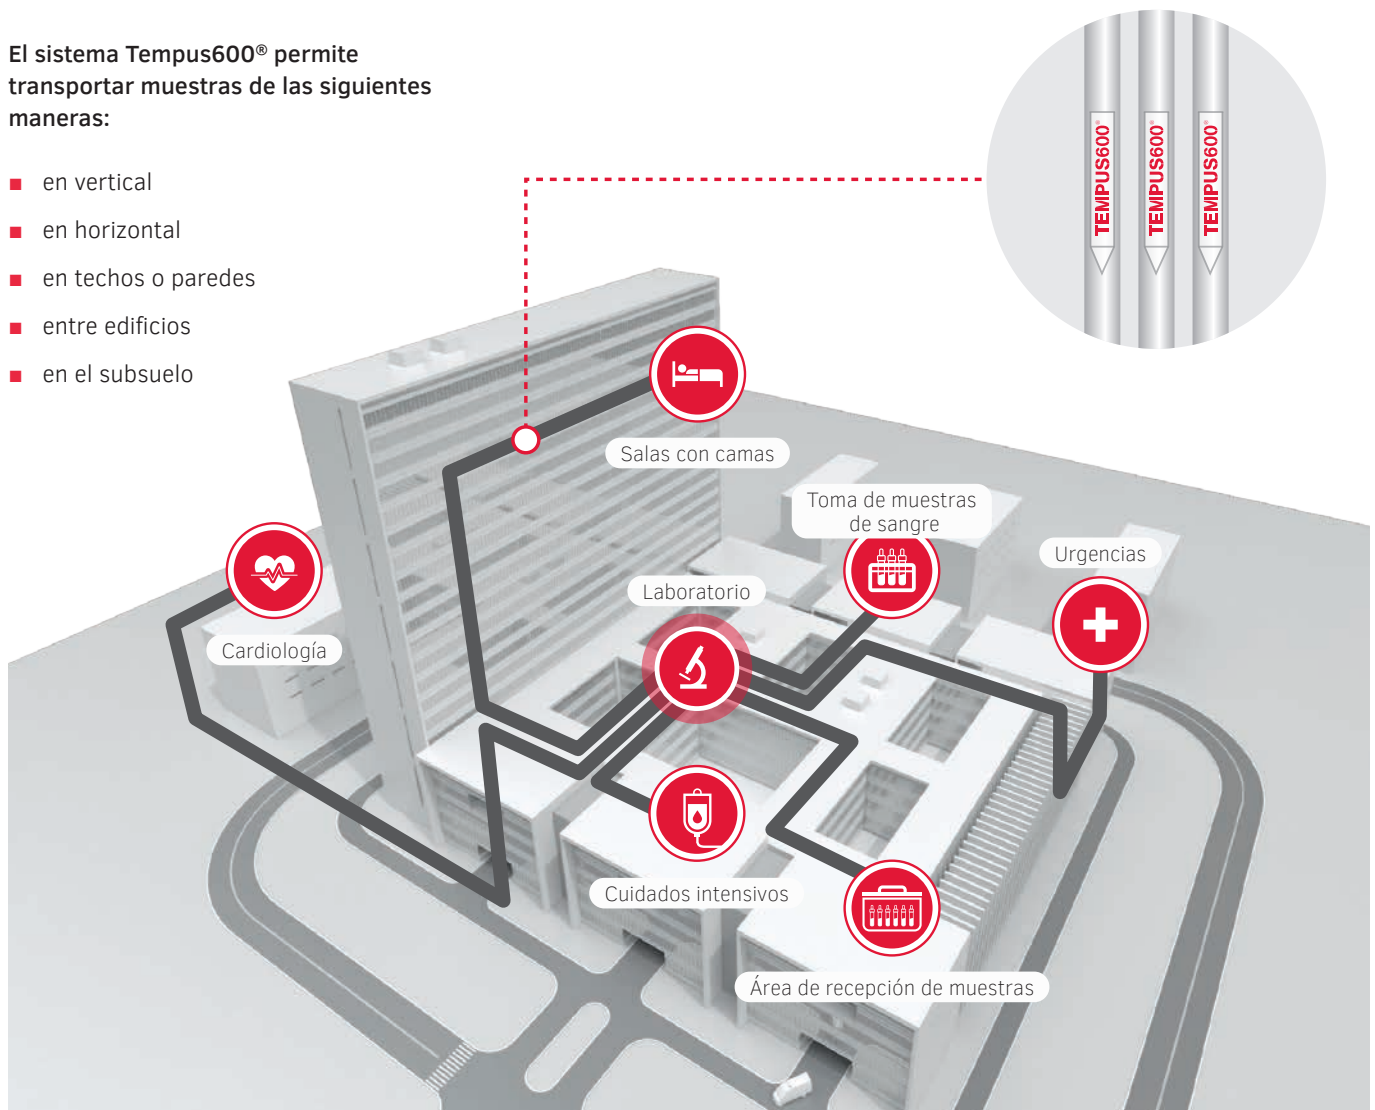 El sistema Tempus600® permite
transportar muestras de las siguientes
maneras:
■ en vertical
■ en horizontal
■ en techos o paredes
■ entre edificios
■ en el subsuelo
TEMPUS600®
TEMPUS600®
TEMPUS600®
Salas con camas
Toma de muestras
de sangre
Urgencias
Laboratorio
Cardiología
Cuidados intensivos
Área de recepción de muestras